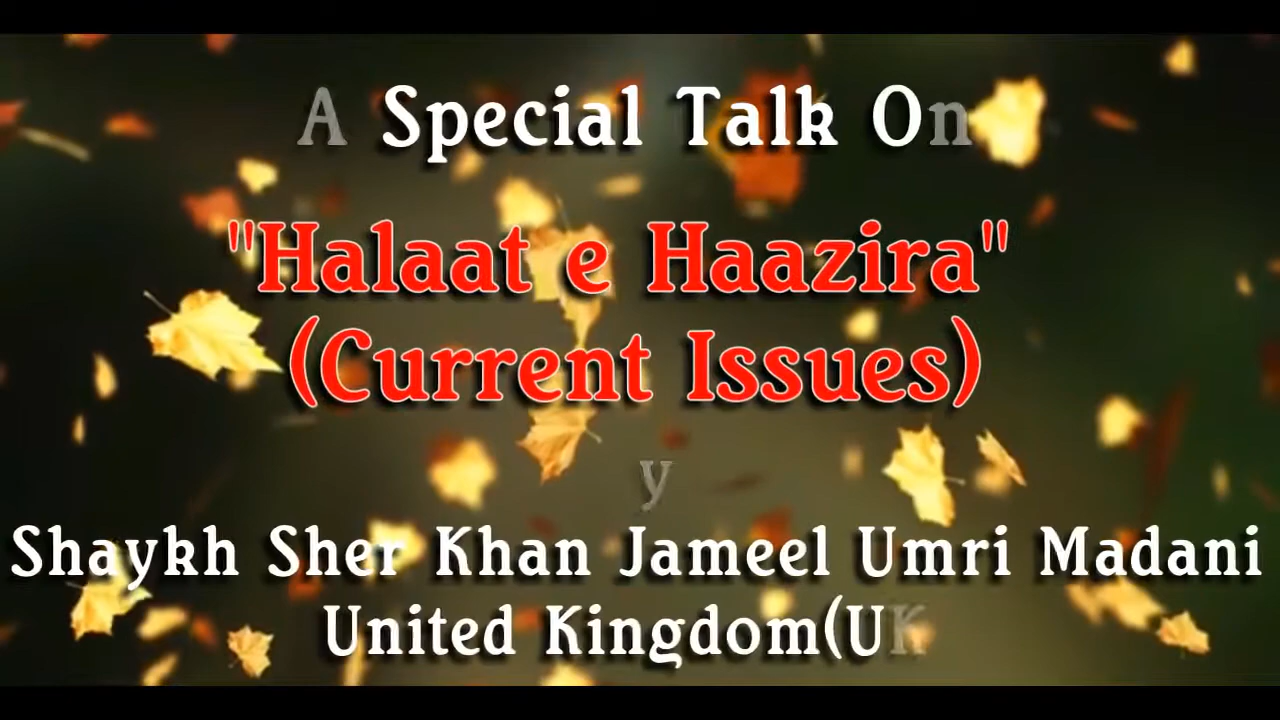 A Special Talk On
"Halaat e Haazira"
(Current Issues)
y
Shaykh Sher Khan Jameel Umri Madani
United Kingdom(UK